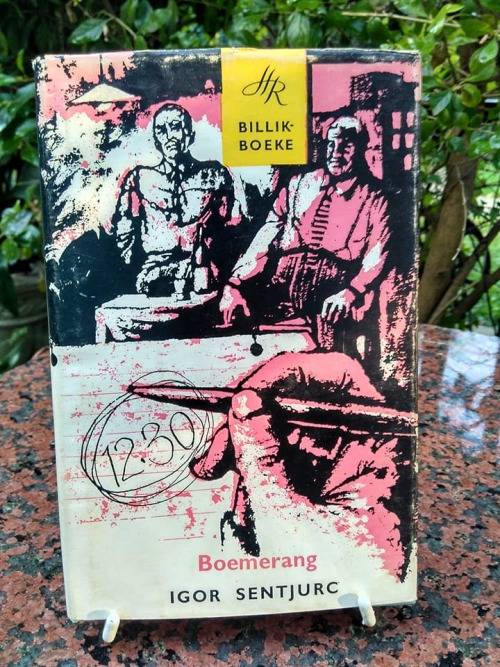 HR
BILLIK-
BOEKE
12.30
Boemerang
IGOR SENTJURC